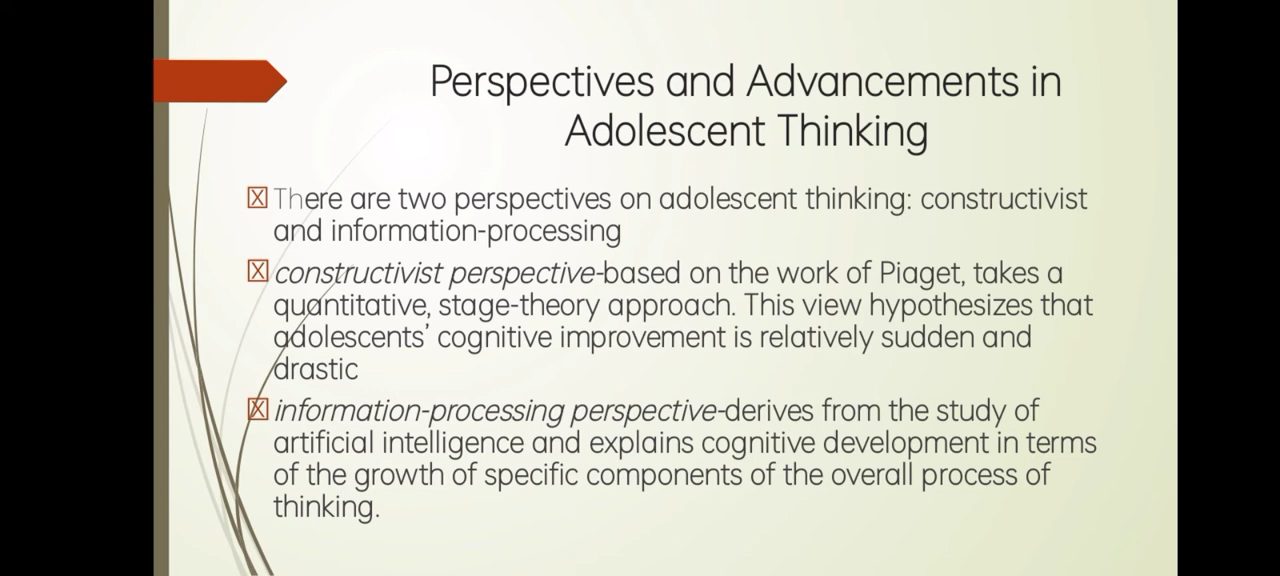 Perspectives and Advancements in
Adolescent Thinking
There are two perspectives on adolescent thinking: constructivist
and information-processing
constructivist perspective-based on the work of Piaget, takes a
quantitative, stage-theory approach. This view hypothesizes that
adolescents’ cognitive improvement is relatively sudden and
drastic
information-processing perspective-derives from the study of
artificial intelligence and explains cognitive development in terms
of the growth of specific components of the overall process of
thinking.